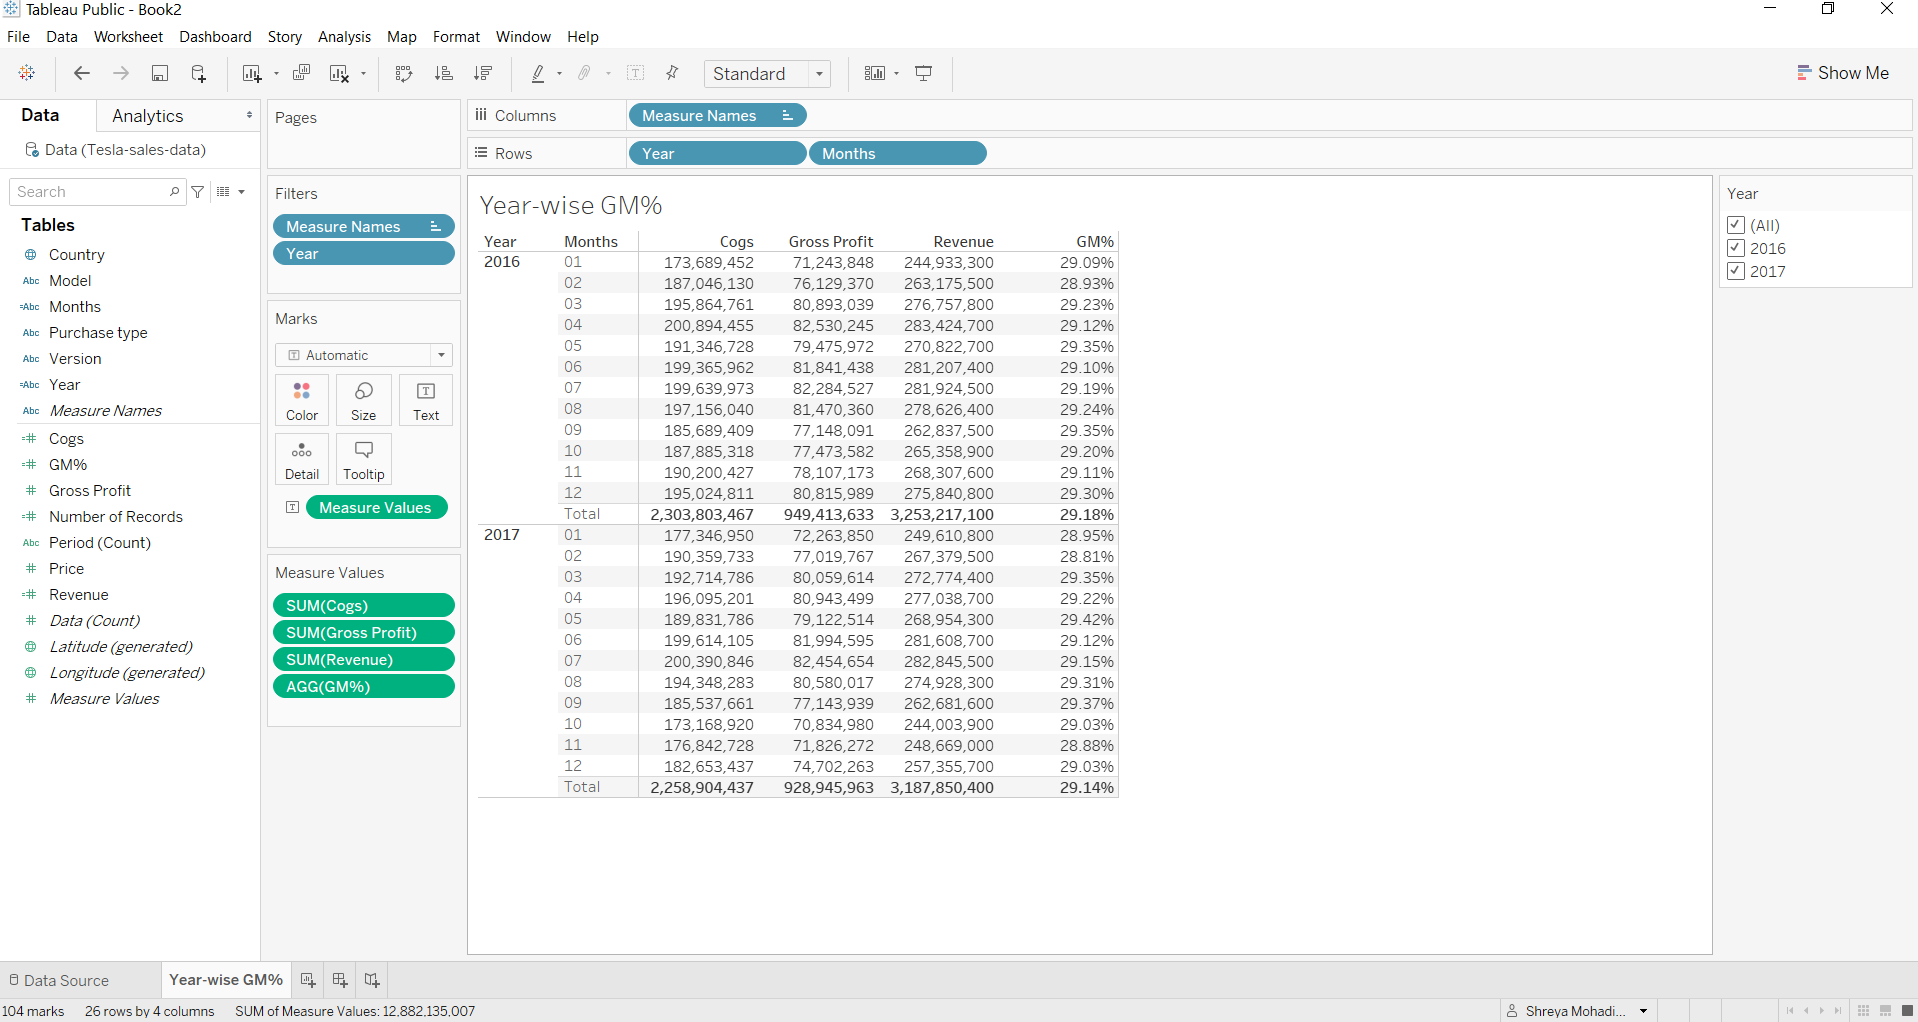 Tableau Public - Book2
File Data Worksheet Dashboard Story Analysis Map Format Window Help
Standard
Show Me
Data Analytics
Data (Tesla-sales-data)
Search
Tables
Country
Abc Model
=Abc Months
Abc Purchase type
Abc Version
=Abc Year
Abc Measure Names
Cogs
GM%
Gross Profit
Number of Records
Abc Period (Count)
Price
Revenue
Data (Count)
Latitude (generated)
Longitude (generated)
Measure Values
Pages
Filters
Measure Names
Year
Marks
Automatic
Color Size Text
Detail Tooltip
Measure Values
Measure Values
SUM(Cogs)
SUM(Gross Profit)
SUM(Revenue)
AGG(GM%)
Columns Measure Names
Rows Year Months
Year-wise GM%
Year Months Cogs Gross Profit Revenue GM%
2016 01 173,689,452 71,243,848 244,933,300 29.09%
02 187,046,130 76,129,370 263,175,500 28.93%
03 195,864,761 80,893,039 276,757,800 29.23%
04 200,894,455 82,530,245 283,424,700 29.12%
05 191,346,728 79,475,972 270,822,700 29.35%
06 199,365,962 81,841,438 281,207,400 29.10%
07 199,639,973 82,284,527 281,924,500 29.19%
08 197,156,040 81,470,360 278,626,400 29.24%
09 185,689,409 77,148,091 262,837,500 29.35%
10 187,885,318 77,473,582 265,358,900 29.20%
11 190,200,427 78,107,173 268,307,600 29.11%
12 195,024,811 80,815,989 275,840,800 29.30%
Total 2,303,803,467 949,413,633 3,253,217,100 29.18%
2017 01 177,346,950 72,263,850 249,610,800 28.95%
02 190,359,733 77,019,767 267,379,500 28.81%
03 192,714,786 80,059,614 272,774,400 29.35%
04 196,095,201 80,943,499 277,038,700 29.22%
05 189,831,786 79,122,514 268,954,300 29.42%
06 199,614,105 81,994,595 281,608,700 29.12%
07 200,390,846 82,454,654 282,845,500 29.15%
08 194,348,283 80,580,017 274,928,300 29.31%
09 185,537,661 77,143,939 262,681,600 29.37%
10 173,168,920 70,834,980 244,003,900 29.03%
11 176,842,728 71,826,272 248,669,000 28.88%
12 182,653,437 74,702,263 257,355,700 29.03%
Total 2,258,904,437 928,945,963 3,187,850,400 29.14%
Year
(All)
2016
2017
Data Source Year-wise GM%
104 marks 26 rows by 4 columns SUM of Measure Values: 12,882,135,007
Shreya Mohadi...